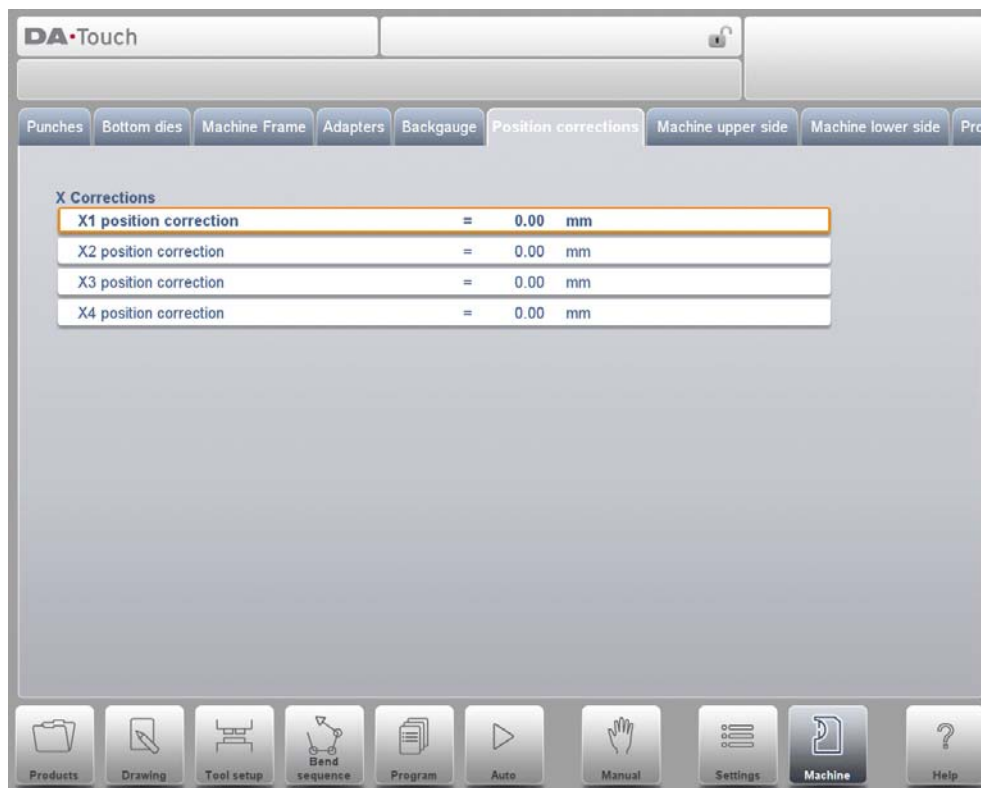 DA•Touch
Punches Bottom dies Machine Frame Adapters Backgauge Position corrections Machine upper side Machine lower side Pro
X Corrections
X1 position correction = 0.00 mm
X2 position correction = 0.00 mm
X3 position correction = 0.00 mm
X4 position correction = 0.00 mm
Products Drawing Tool setup Bend sequence Program Auto Manual Settings Machine Help